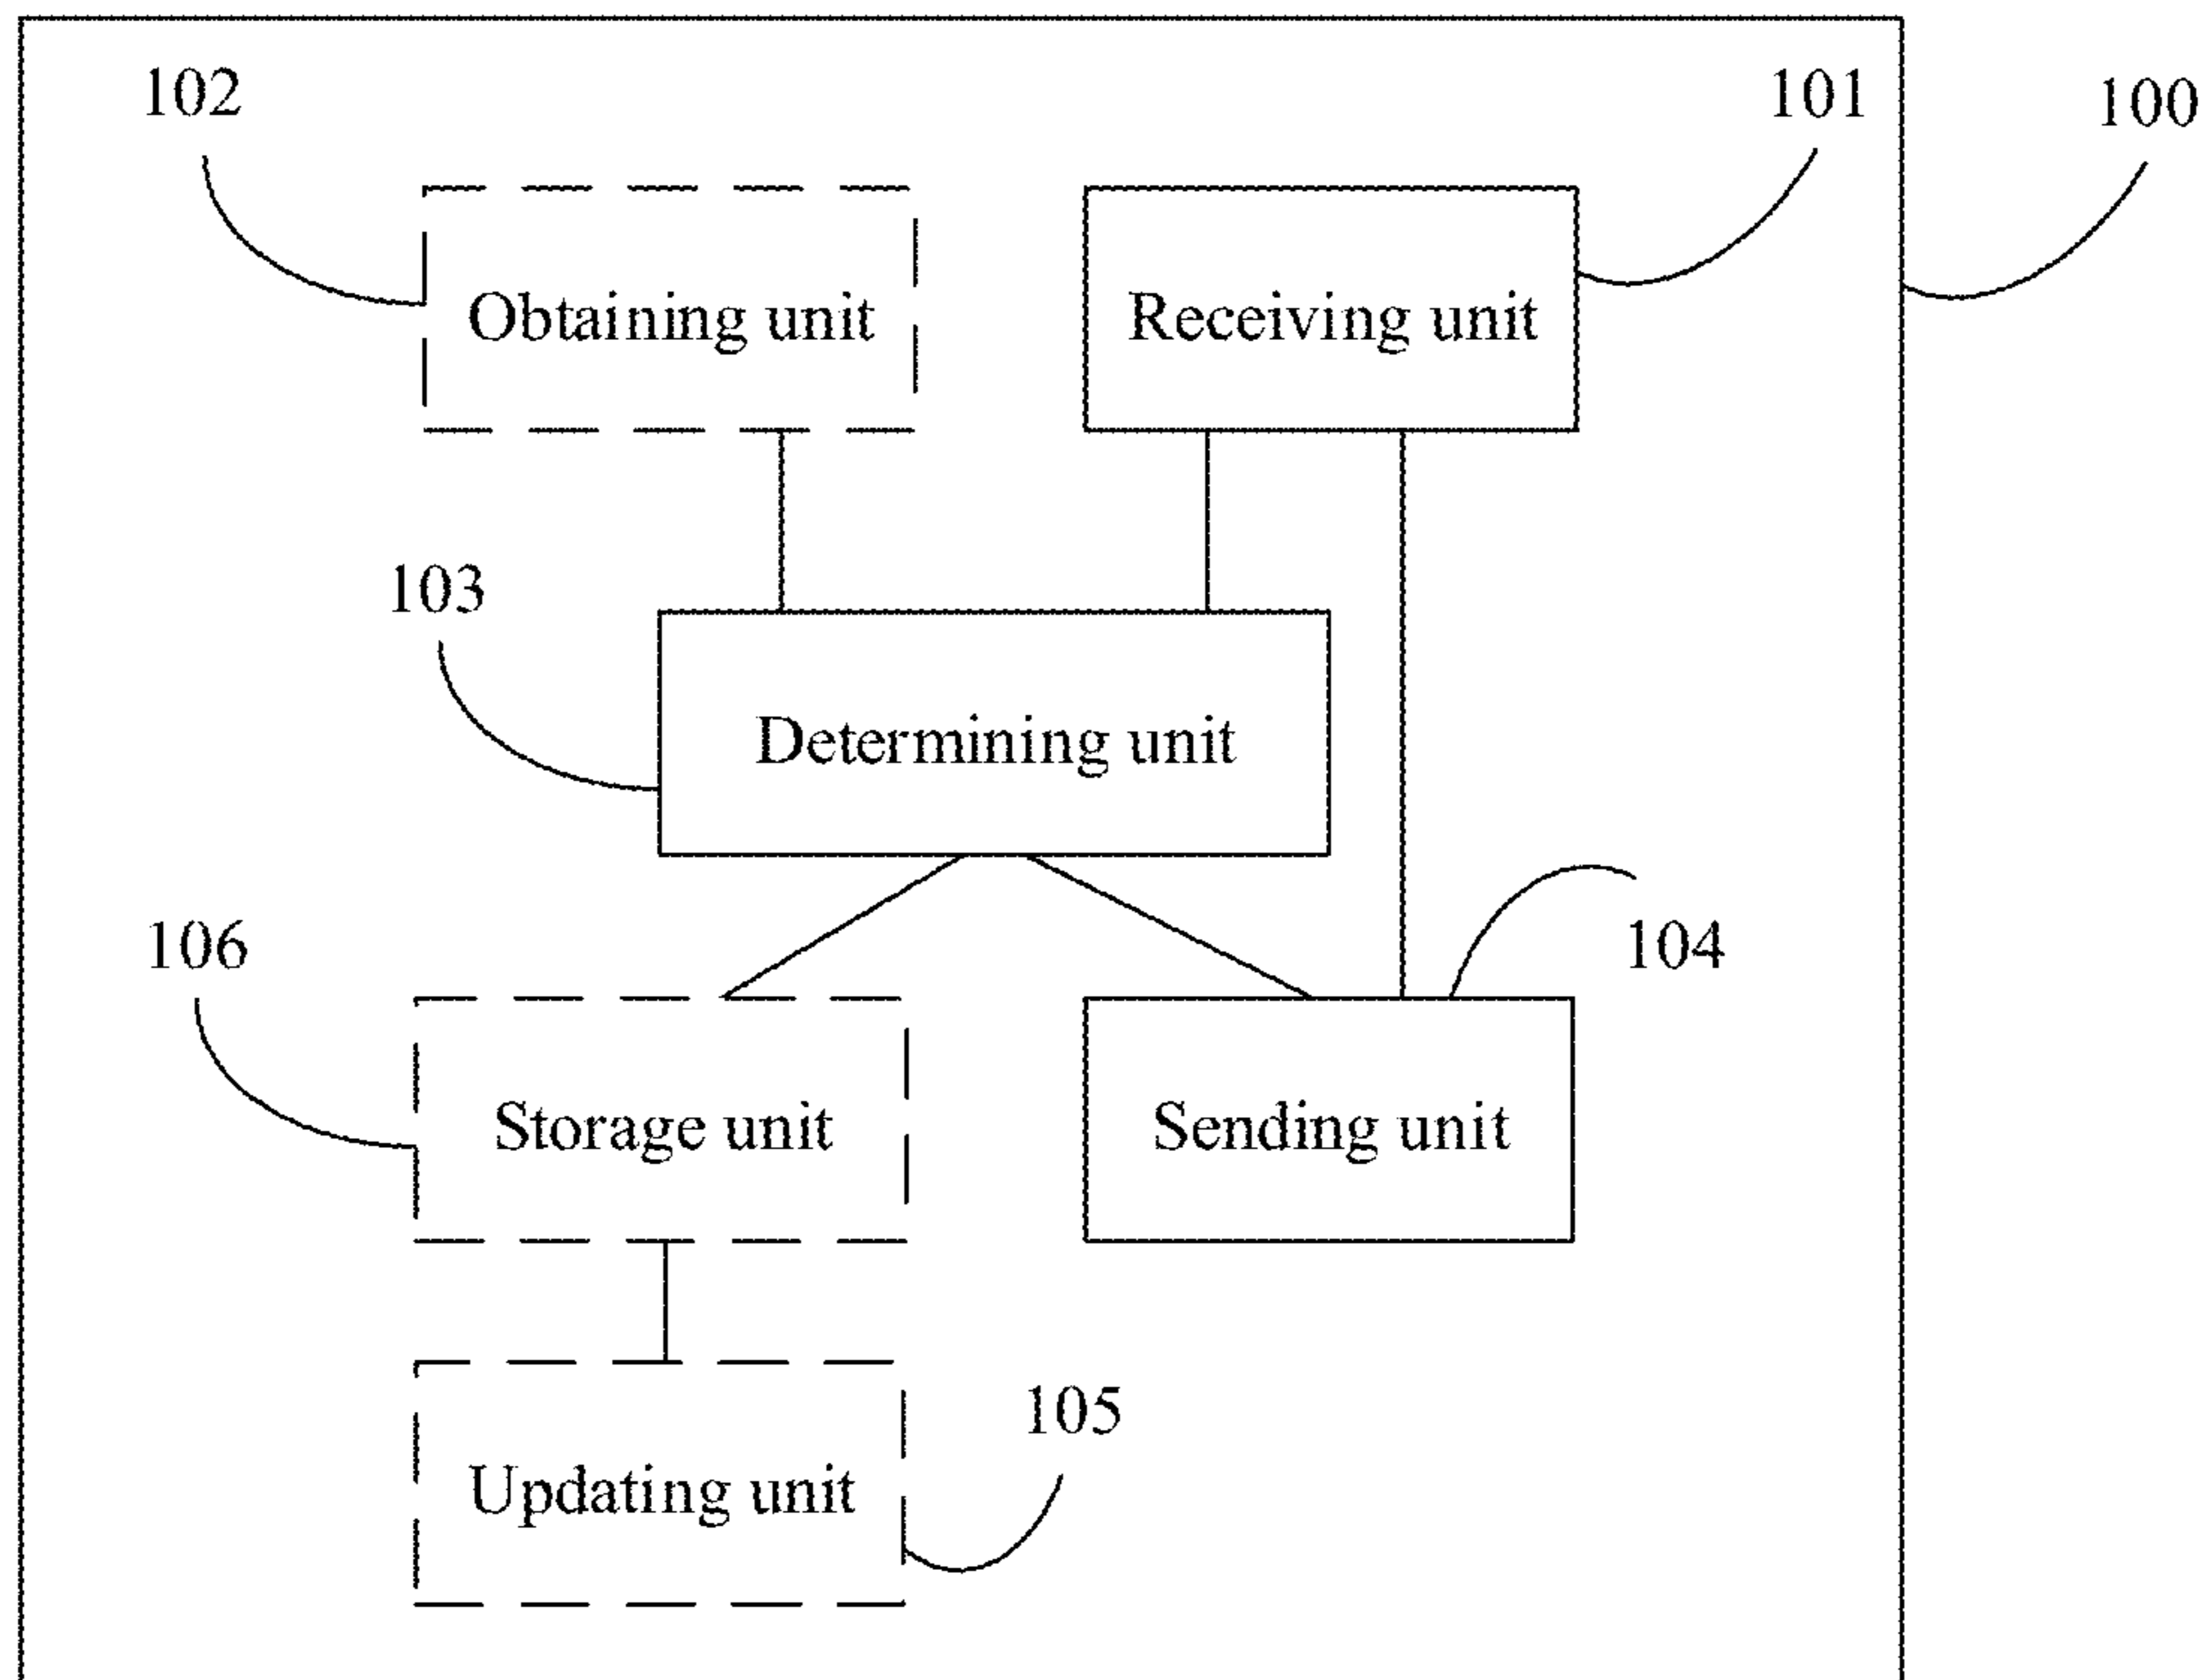 102
101
100
Obtaining unit
Receiving unit
103
Determining unit
106
104
Storage unit
Sending unit
105
Updating unit